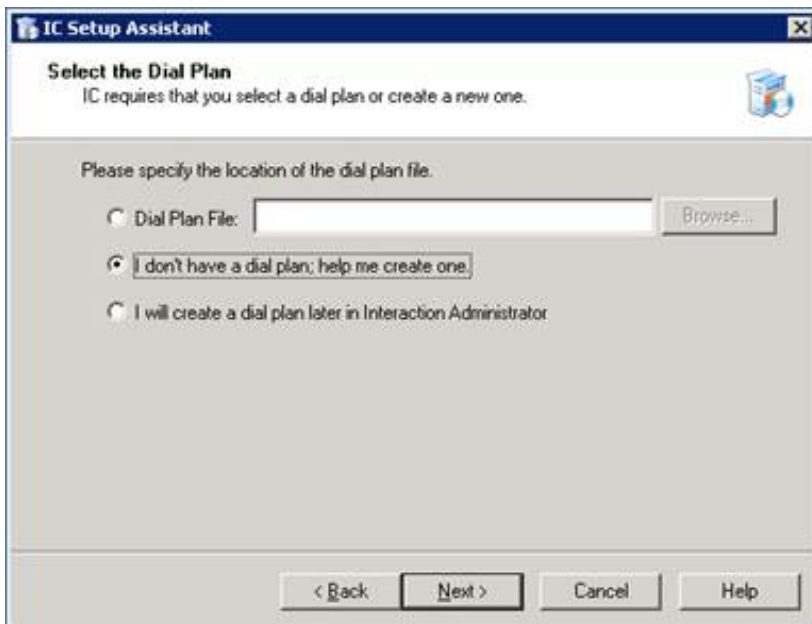 IC Setup Assistant
Select the Dial Plan
IC requires that you select a dial plan or create a new one.
Please specify the location of the dial plan file.
Dial Plan File: Browse...
I don't have a dial plan; help me create one.
I will create a dial plan later in Interaction Administrator
< Back Next > Cancel Help